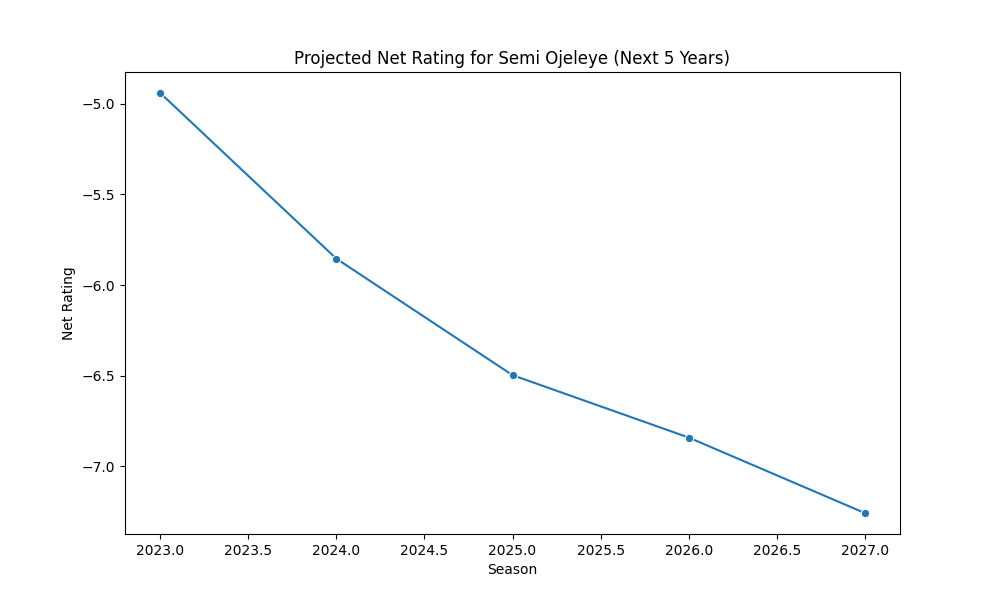 Projected Net Rating for Semi Ojeleye (Next 5 Years)
Net Rating
−5.0
−5.5
−6.0
−6.5
−7.0
2023.0 2023.5 2024.0 2024.5 2025.0 2025.5 2026.0 2026.5 2027.0
Season